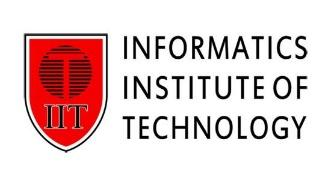 IIT
INFORMATICS
INSTITUTE OF
TECHNOLOGY